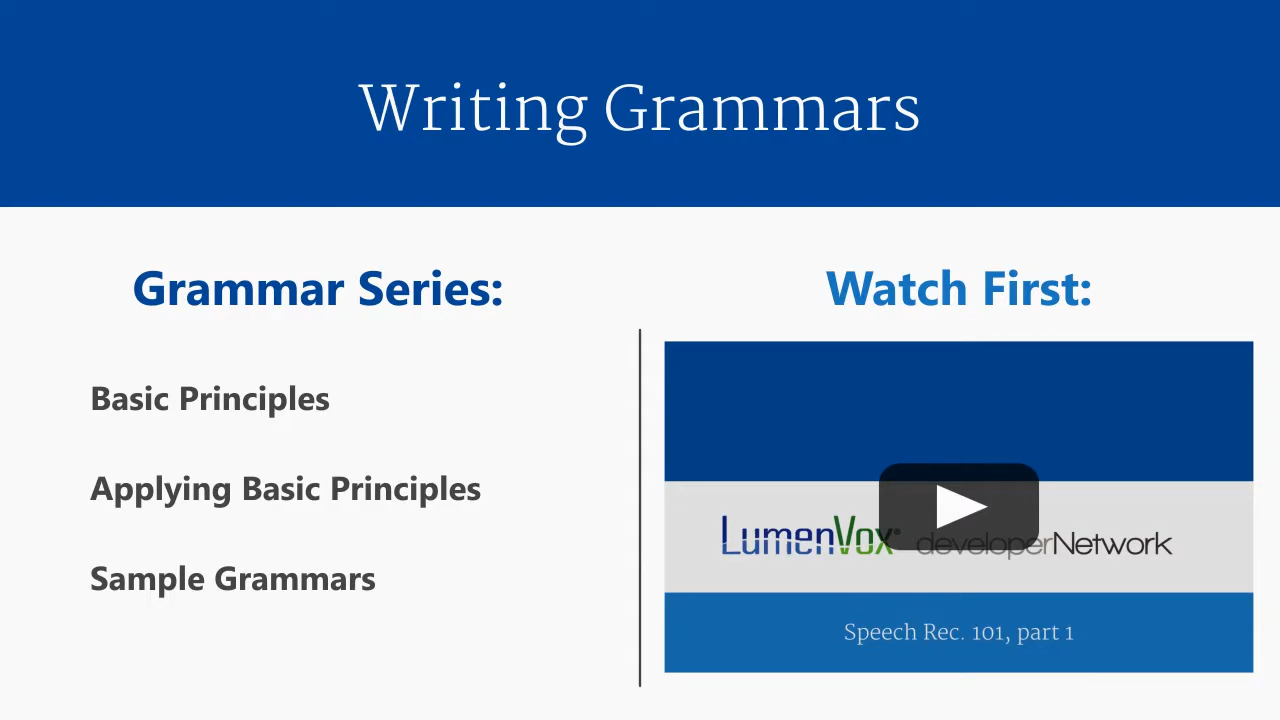 Writing Grammars
Grammar Series:
Basic Principles
Applying Basic Principles
Sample Grammars
Watch First:
LumenVox® developerNetwork
Speech Rec. 101, part 1